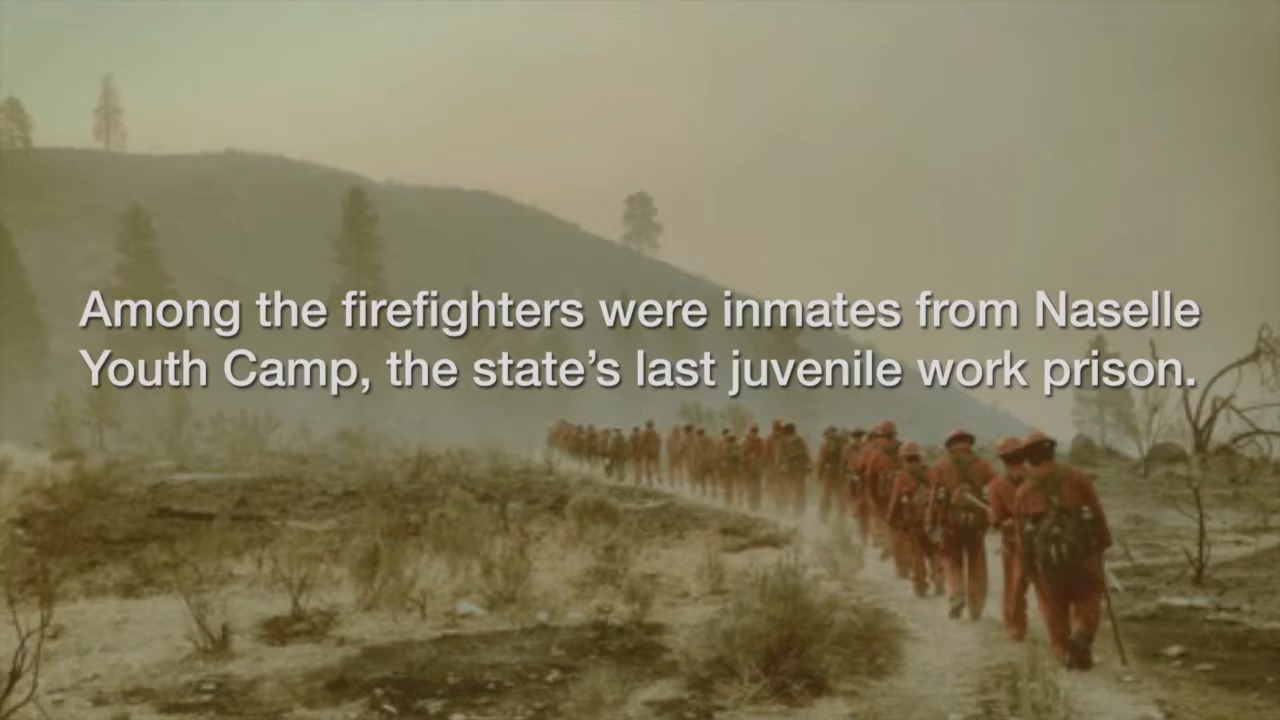 Among the firefighters were inmates from Naselle
Youth Camp, the state’s last juvenile work prison.